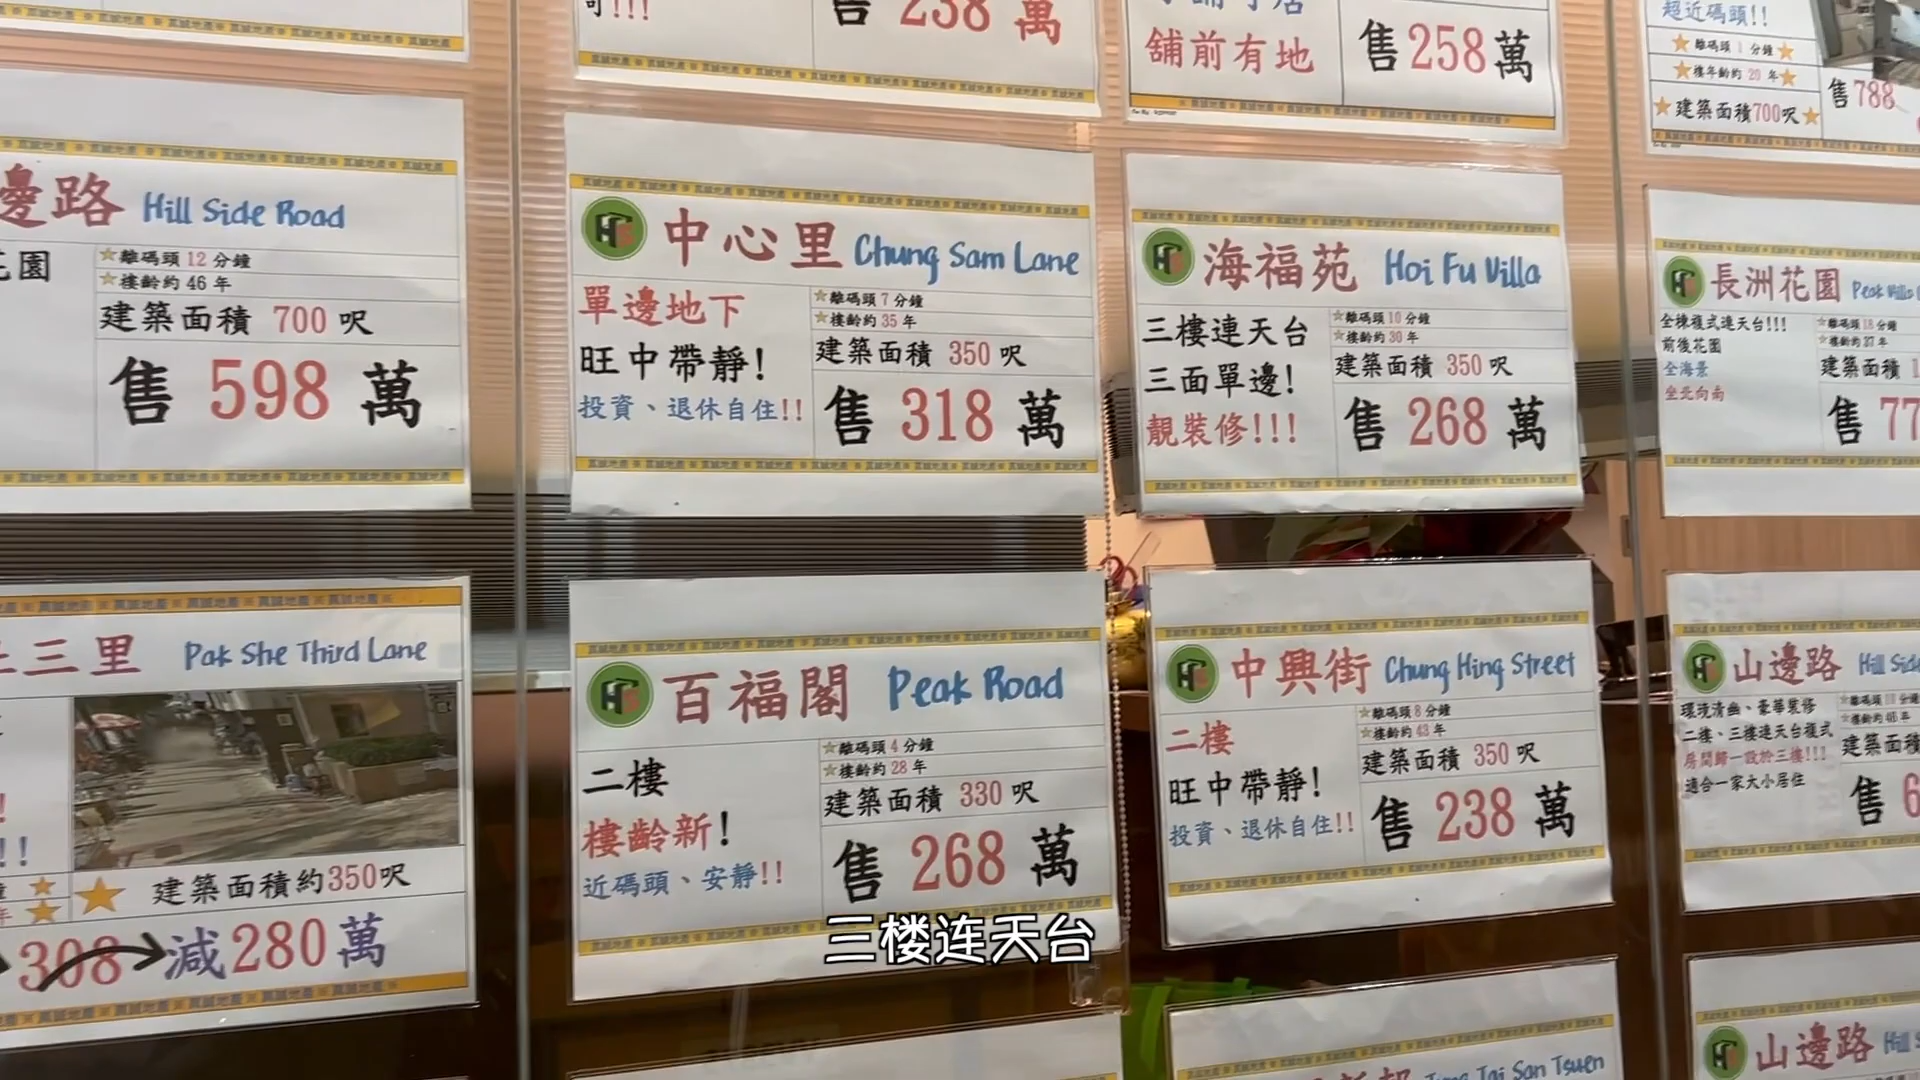 售 238 萬
舖前有地
售 258 萬
超近碼頭!!
離碼頭 1 分鐘
樓年齡約 20 年
建築面積700呎
售 788
邊路 Hill Side Road
花園
離碼頭 12 分鐘
樓齡約 46 年
建築面積 700 呎
售 598 萬
中心里 Chung Sam Lane
單邊地下
旺中帶靜!
投資、退休自住!!
離碼頭 7 分鐘
樓齡約 35 年
建築面積 350 呎
售 318 萬
海福苑 Hoi Fu Villa
三樓連天台
三面單邊!
靚裝修!!!
離碼頭 10 分鐘
樓齡約 30 年
建築面積 350 呎
售 268 萬
長洲花園 Peak Villa
全棟複式連天台!!!
前後花園
全海景
坐北向南
離碼頭 18 分鐘
樓齡約 37 年
建築面積
售 77
三里 Pak She Third Lane
建築面積約350呎
308 減 280 萬
百福閣 Peak Road
二樓
樓齡新!
近碼頭、安靜!!
離碼頭 4 分鐘
樓齡約 28 年
建築面積 330 呎
售 268 萬
中興街 Chung Hing Street
二樓
旺中帶靜!
投資、退休自住!!
離碼頭 8 分鐘
樓齡約 43 年
建築面積 350 呎
售 238 萬
山邊路 Hill Side
環境清幽、豪華裝修
二樓、三樓連天台複式
房間歸一設於三樓!!!
適合一家大小居住
建築面積
售 6
三楼连天台
Tung Tai San Tsuen
山邊路 Hill S